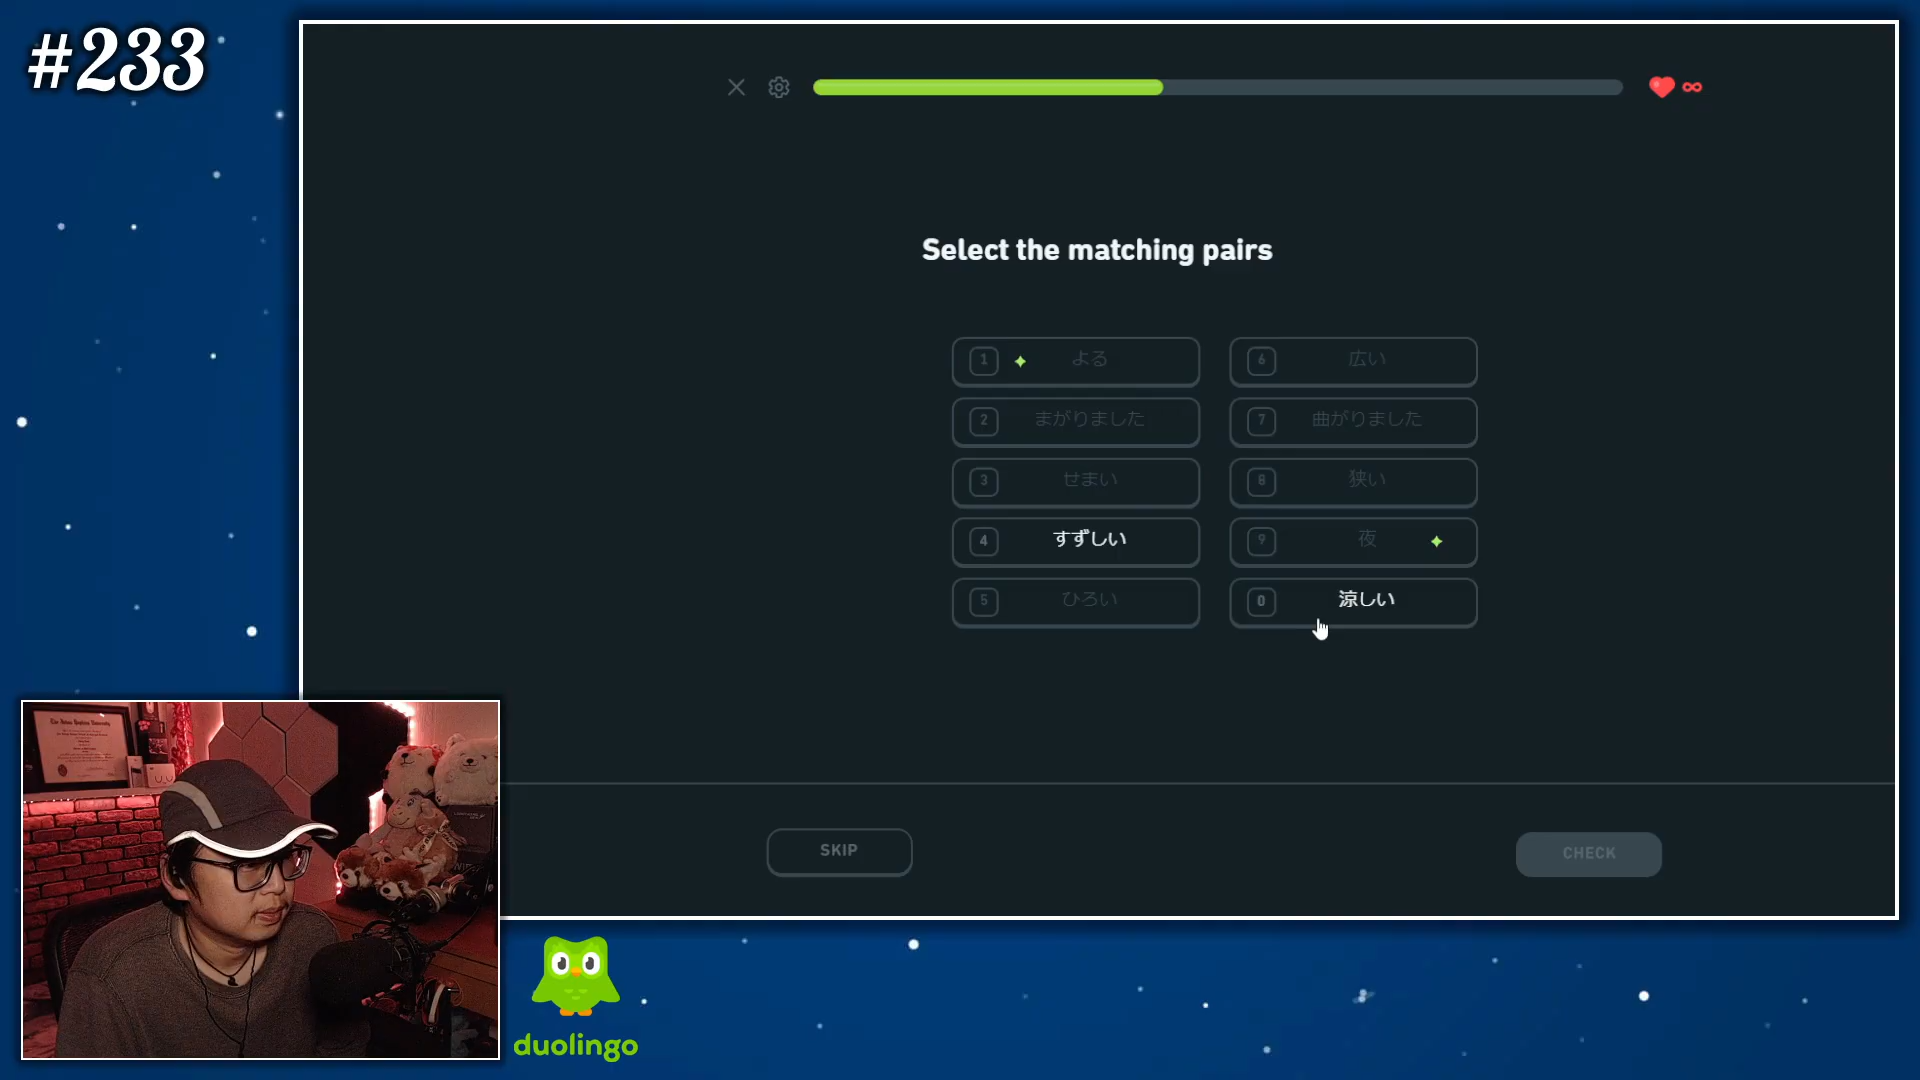 #233
∞
Select the matching pairs
1 よる
6 広い
2 まがりました
7 曲がりました
3 せまい
8 狭い
4 すずしい
9 夜
5 ひろい
0 涼しい
SKIP
CHECK
duolingo